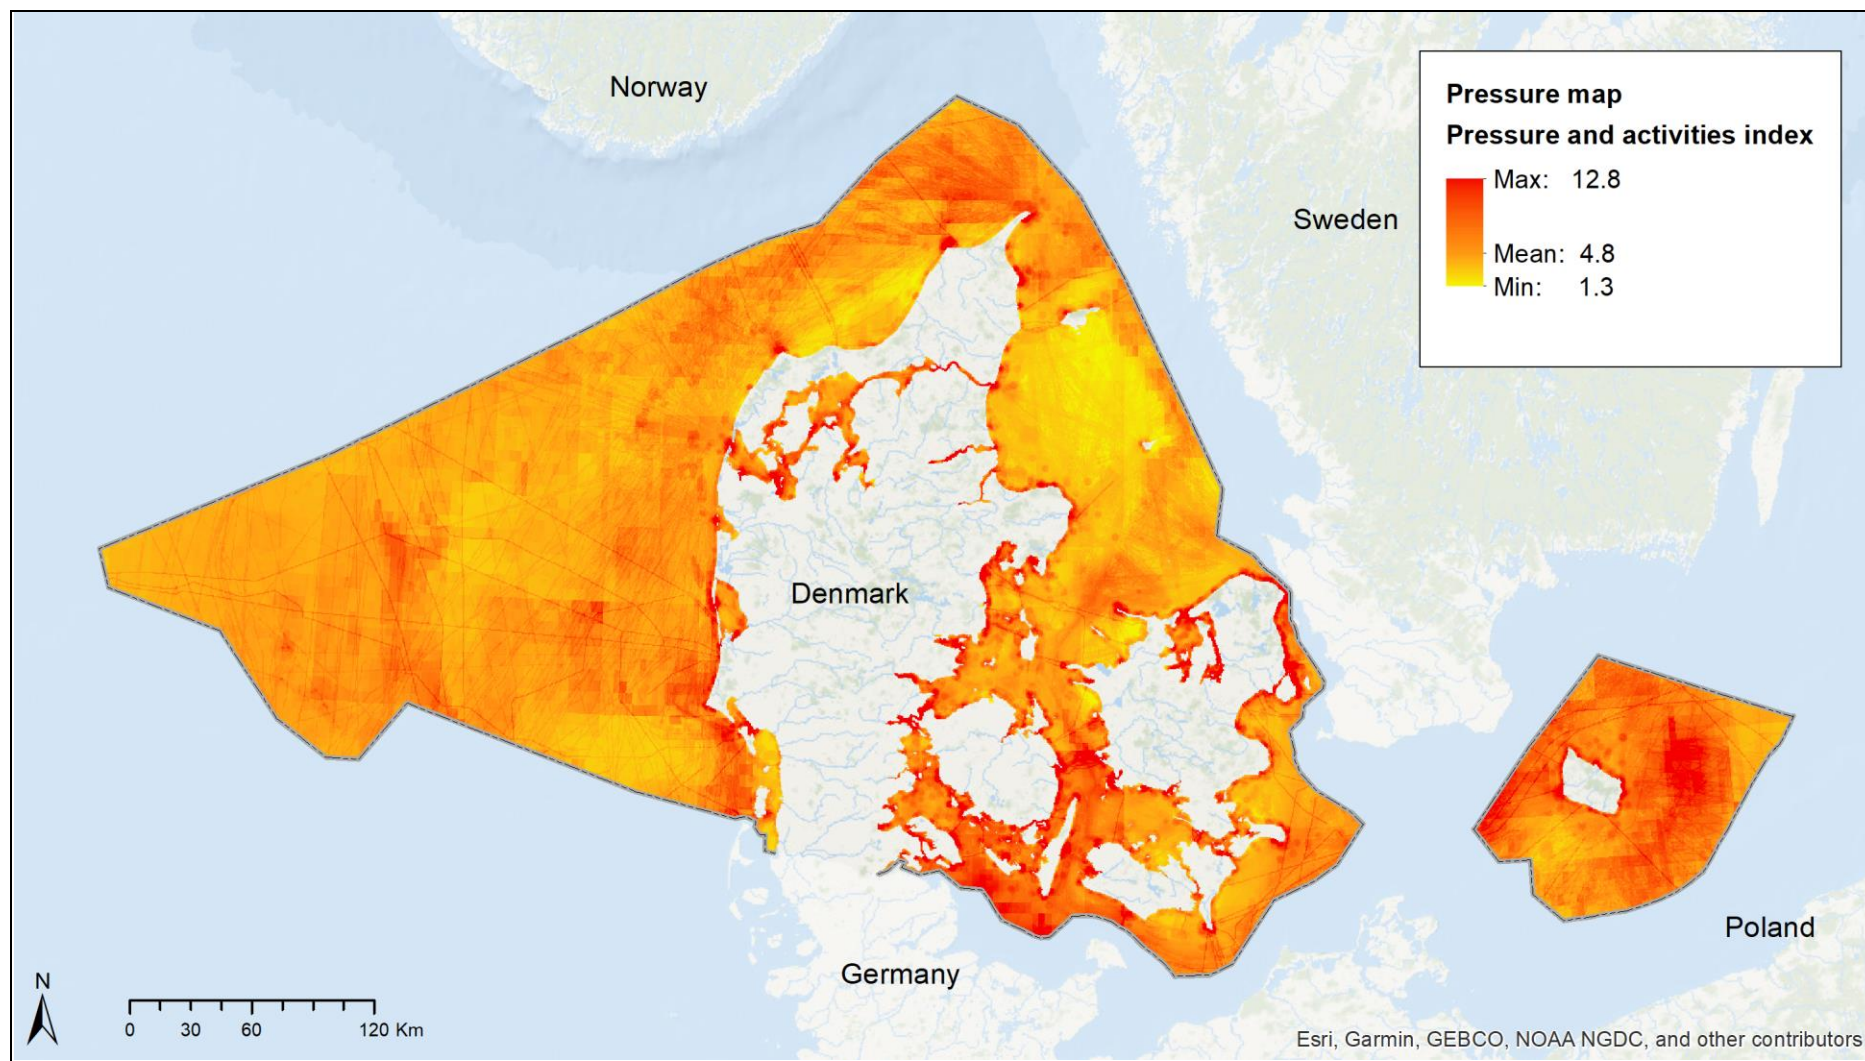 Norway
Pressure map
Pressure and activities index
Max: 12.8
Mean: 4.8
Min: 1.3
Sweden
Denmark
Poland
Germany
N
0 30 60 120 Km
Esri, Garmin, GEBCO, NOAA NGDC, and other contributors